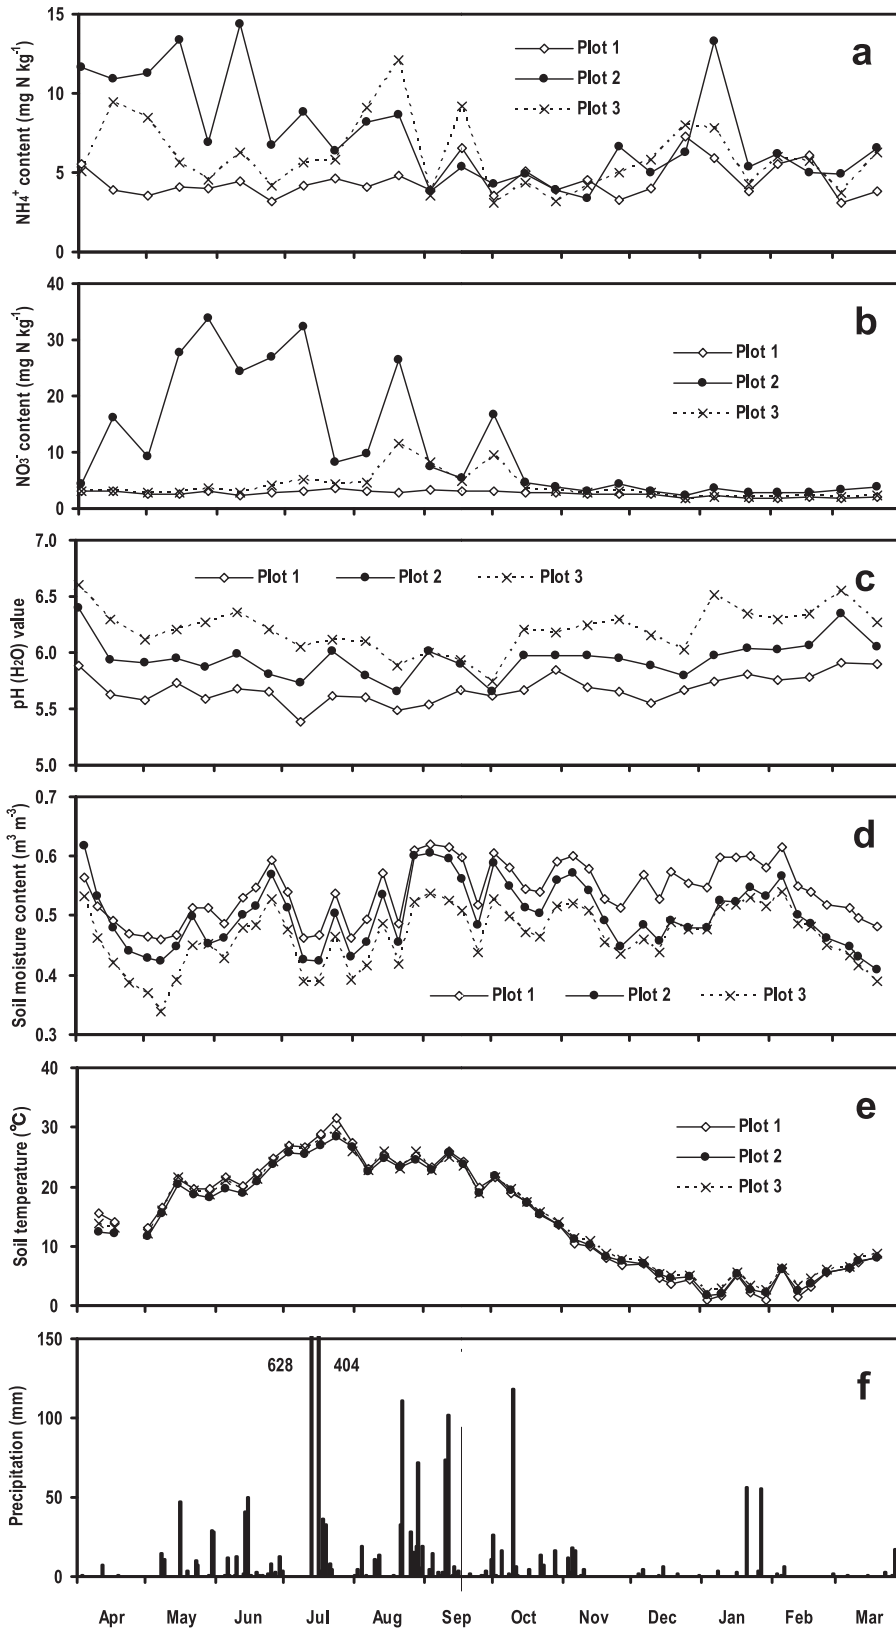 15
10
5
0
NH4⁺ content (mg N kg⁻¹)
Plot 1
Plot 2
Plot 3
a
40
30
20
10
0
NO3⁻ content (mg N kg⁻¹)
Plot 1
Plot 2
Plot 3
b
7.0
6.5
6.0
5.5
5.0
pH (H2O) value
Plot 1 Plot 2 Plot 3
c
0.7
0.6
0.5
0.4
0.3
Soil moisture content (m³ m⁻³)
Plot 1 Plot 2 Plot 3
d
40
30
20
10
0
Soil temperature (°C)
Plot 1
Plot 2
Plot 3
e
150
100
50
0
Precipitation (mm)
628 404
f
Apr May Jun Jul Aug Sep Oct Nov Dec Jan Feb Mar